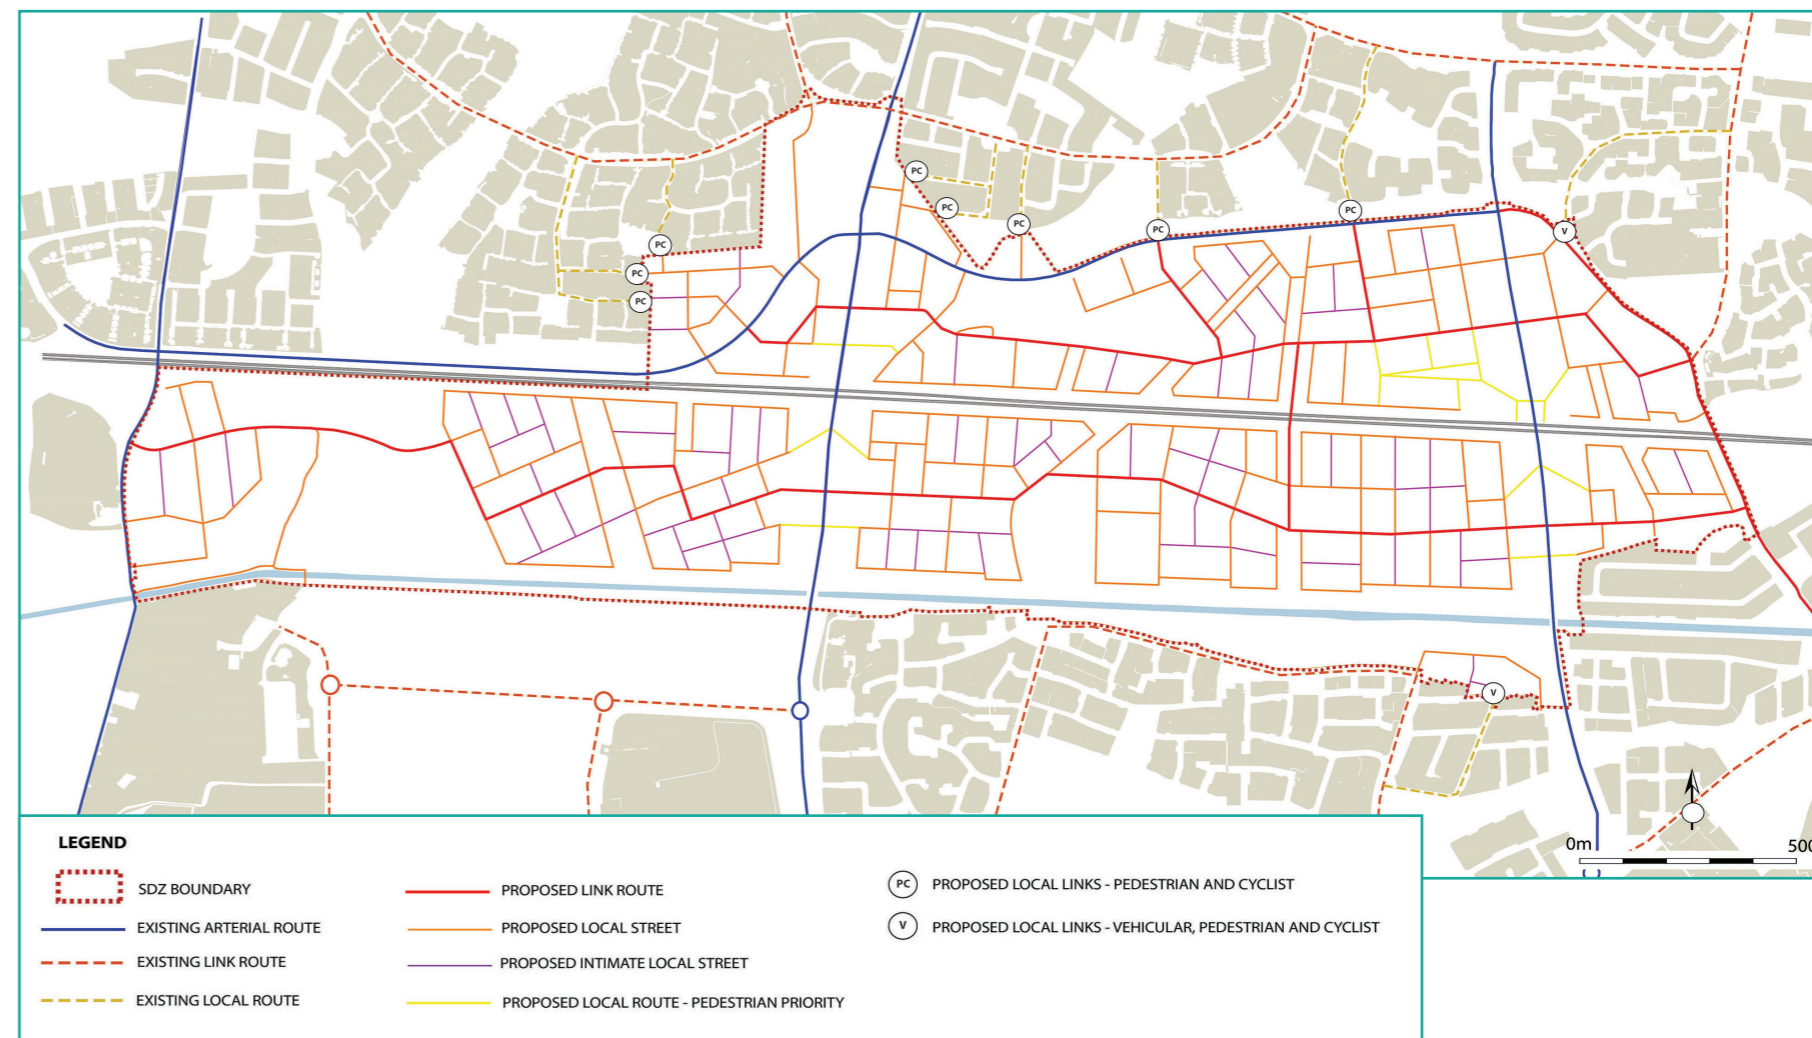 PC
PC
PC
PC
PC
V
PC
PC
PC
V
0m
500
LEGEND
SDZ BOUNDARY
EXISTING ARTERIAL ROUTE
EXISTING LINK ROUTE
EXISTING LOCAL ROUTE
PROPOSED LINK ROUTE
PROPOSED LOCAL STREET
PROPOSED INTIMATE LOCAL STREET
PROPOSED LOCAL ROUTE - PEDESTRIAN PRIORITY
PC PROPOSED LOCAL LINKS - PEDESTRIAN AND CYCLIST
V PROPOSED LOCAL LINKS - VEHICULAR, PEDESTRIAN AND CYCLIST